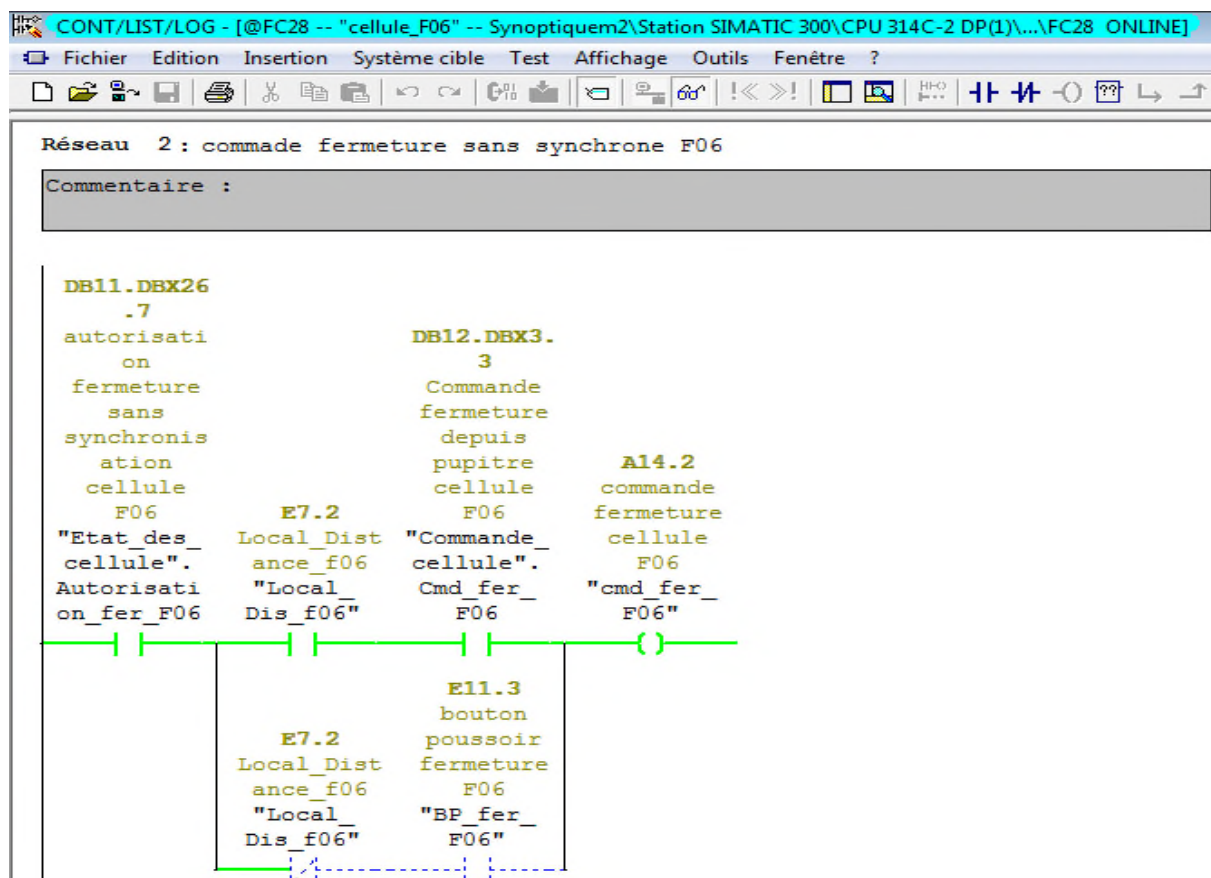 CONT/LIST/LOG - [@FC28 -- "cellule_F06" -- Synoptiquem2\Station SIMATIC 300\CPU 314C-2 DP(1)\...\FC28 ONLINE]
Fichier Edition Insertion Système cible Test Affichage Outils Fenêtre ?
Réseau 2 : commade fermeture sans synchrone F06
Commentaire :
DB11.DBX26
.7
autorisati
on
fermeture
sans
synchronis
ation
cellule
F06
"Etat_des_
cellule".
Autorisati
on_fer_F06
E7.2
Local_Dist
ance_f06
"Local_
Dis_f06"
DB12.DBX3.
3
Commande
fermeture
depuis
pupitre
cellule
F06
"Commande_
cellule".
Cmd_fer_
F06
A14.2
commande
fermeture
cellule
F06
"cmd_fer_
F06"
E7.2
Local_Dist
ance_f06
"Local_
Dis_f06"
E11.3
bouton
poussoir
fermeture
F06
"BP_fer_
F06"